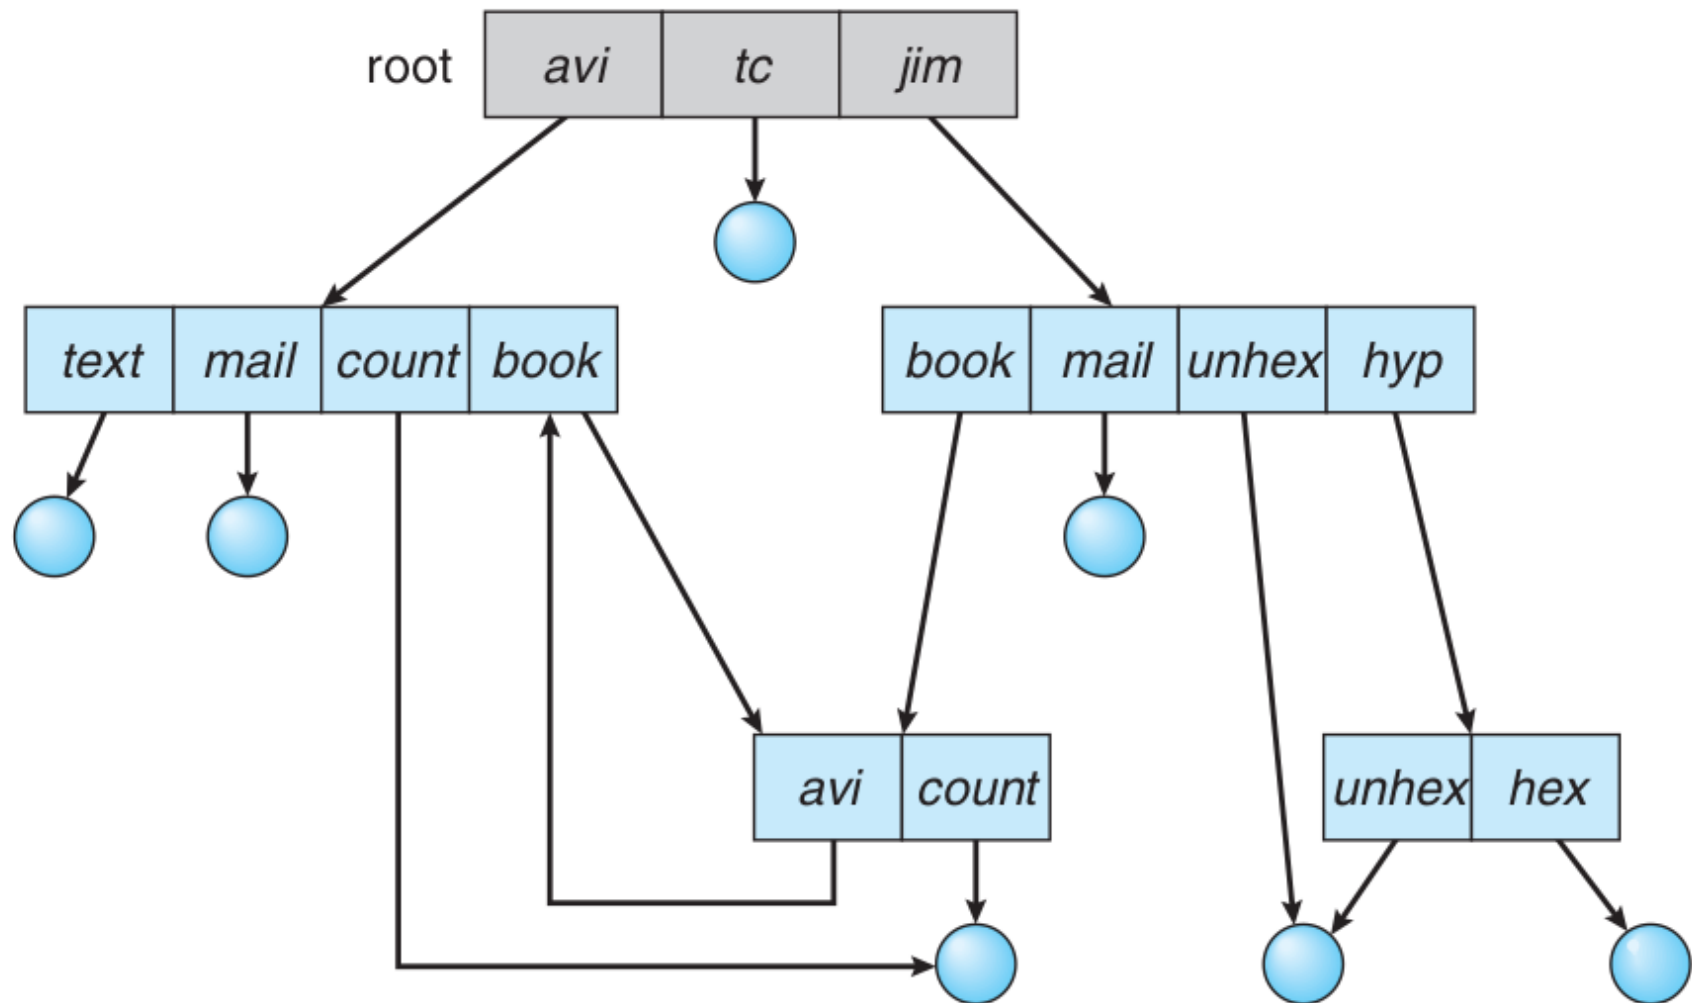 root avi tc jim
text mail count book book mail unhex hyp
avi count unhex hex